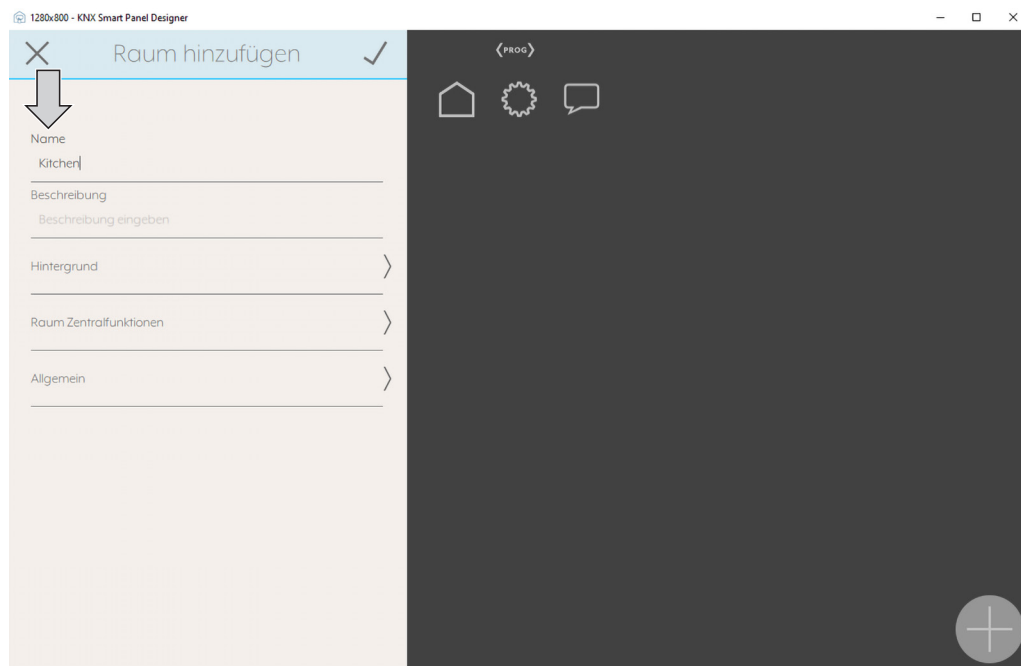 1280x800 - KNX Smart Panel Designer
Raum hinzufügen
⟨PROG⟩
Name
Kitchen
Beschreibung
Beschreibung eingeben
Hintergrund
Raum Zentralfunktionen
Allgemein